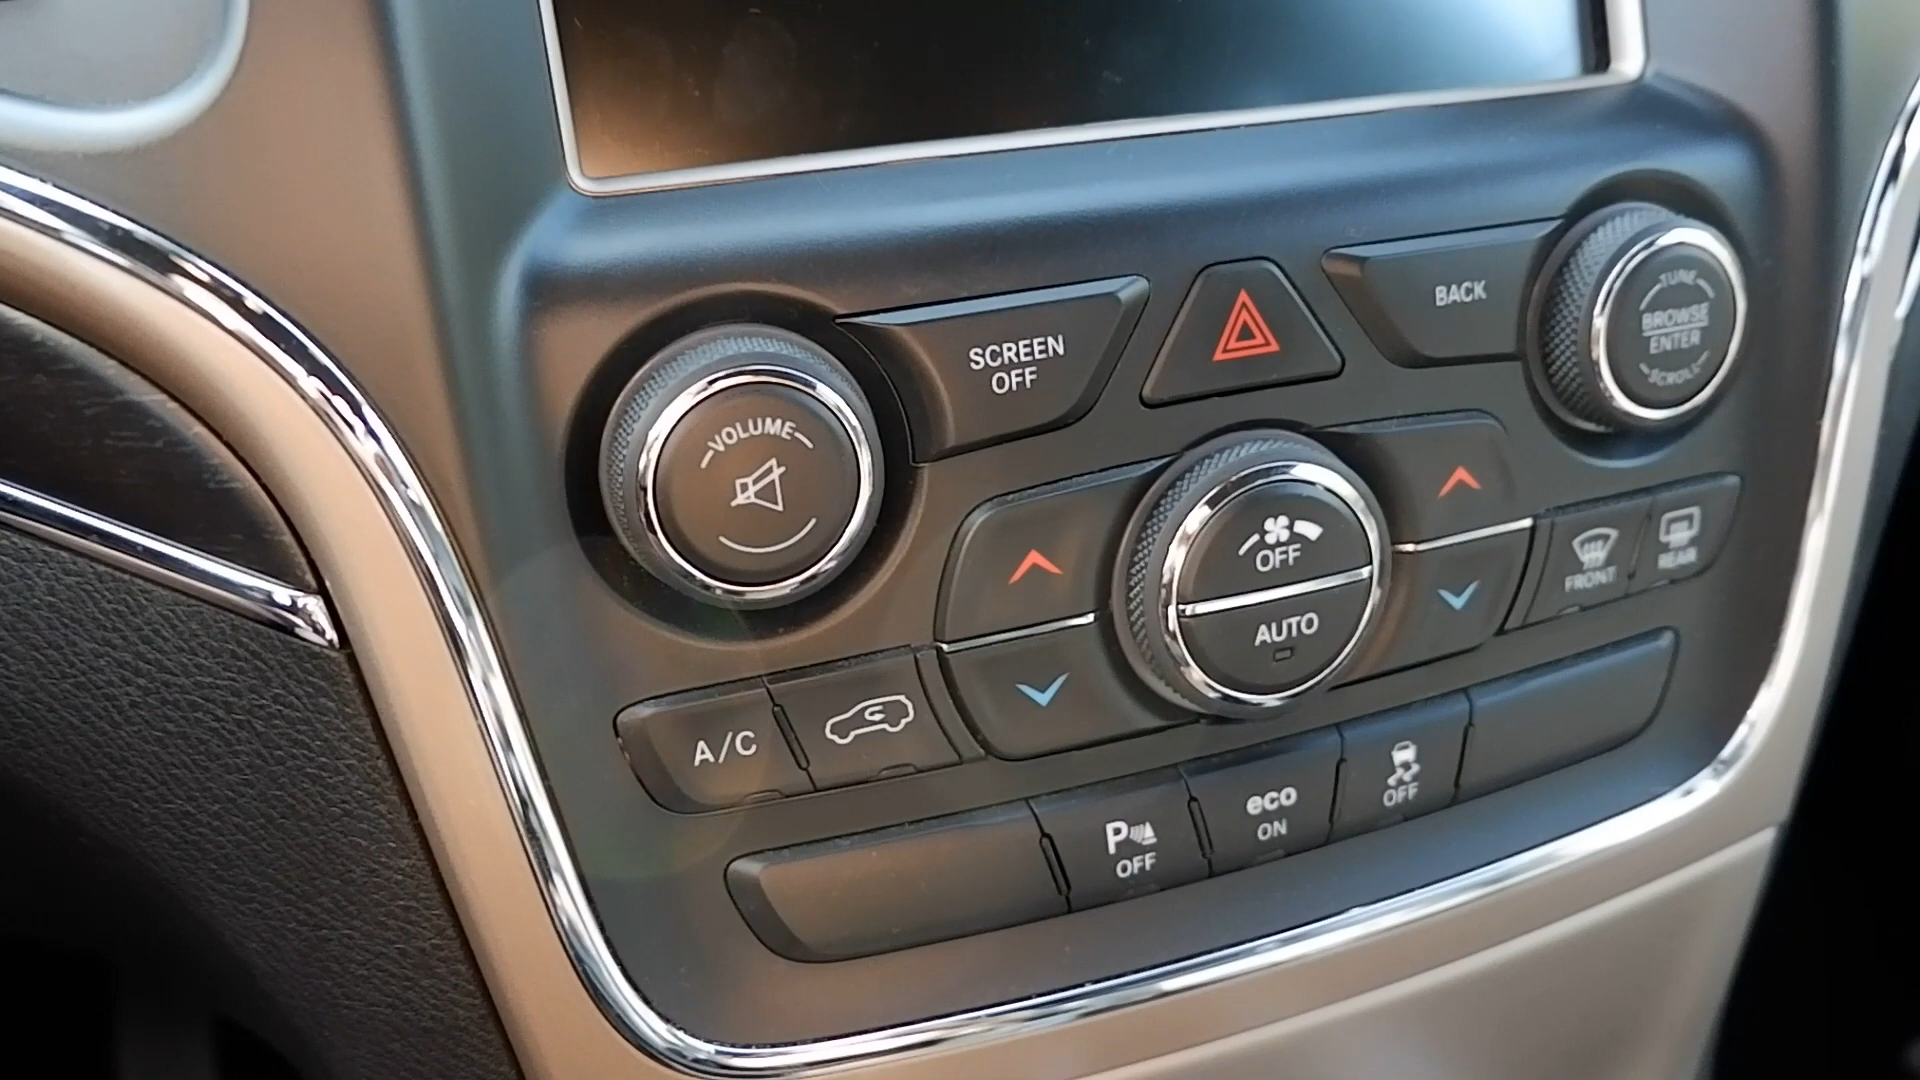 VOLUME
SCREEN
OFF
BACK
TUNE
BROWSE
ENTER
SCROLL
OFF
AUTO
FRONT
REAR
A/C
P
OFF
eco
ON
OFF